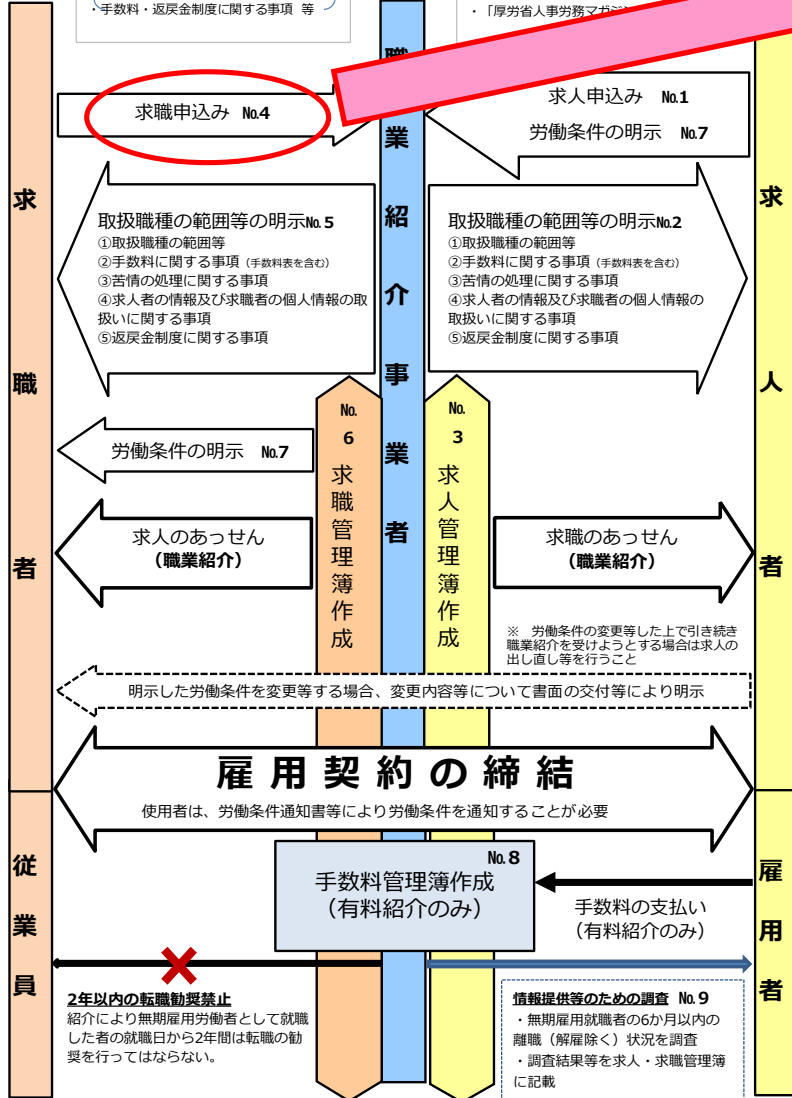 ・手数料・返戻金制度に関する事項 等
・「厚労省人事労務マガジン
求職者
職業紹介事業者
求人者
求職申込み No.4
求人申込み No.1
労働条件の明示 No.7
取扱職種の範囲等の明示No.5
①取扱職種の範囲等
②手数料に関する事項（手数料表を含む）
③苦情の処理に関する事項
④求人者の情報及び求職者の個人情報の取
扱いに関する事項
⑤返戻金制度に関する事項
取扱職種の範囲等の明示No.2
①取扱職種の範囲等
②手数料に関する事項（手数料表を含む）
③苦情の処理に関する事項
④求人者の情報及び求職者の個人情報の
取扱いに関する事項
⑤返戻金制度に関する事項
No.6 求職管理簿作成
No.3 求人管理簿作成
労働条件の明示 No.7
求人のあっせん
（職業紹介）
求職のあっせん
（職業紹介）
※ 労働条件の変更等した上で引き続き
職業紹介を受けようとする場合は求人の
出し直し等を行うこと
明示した労働条件を変更等する場合、変更内容等について書面の交付等により明示
雇用契約の締結
使用者は、労働条件通知書等により労働条件を通知することが必要
従業員
雇用者
No.8
手数料管理簿作成
（有料紹介のみ）
手数料の支払い
（有料紹介のみ）
2年以内の転職勧奨禁止
紹介により無期雇用労働者として就職
した者の就職日から2年間は転職の勧
奨を行ってはならない。
情報提供等のための調査 No.9
・無期雇用就職者の6か月以内の
離職（解雇除く）状況を調査
・調査結果等を求人・求職管理簿
に記載